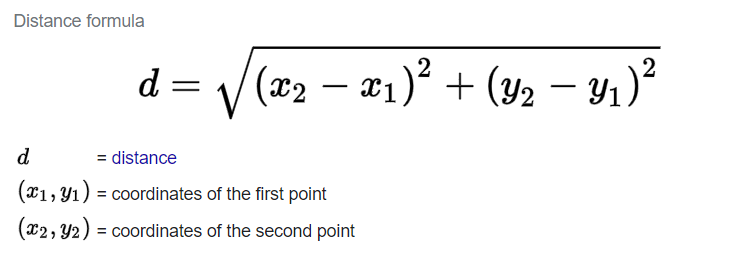 Distance formula
d = √(x₂ − x₁)² + (y₂ − y₁)²
d = distance
(x₁, y₁) = coordinates of the first point
(x₂, y₂) = coordinates of the second point